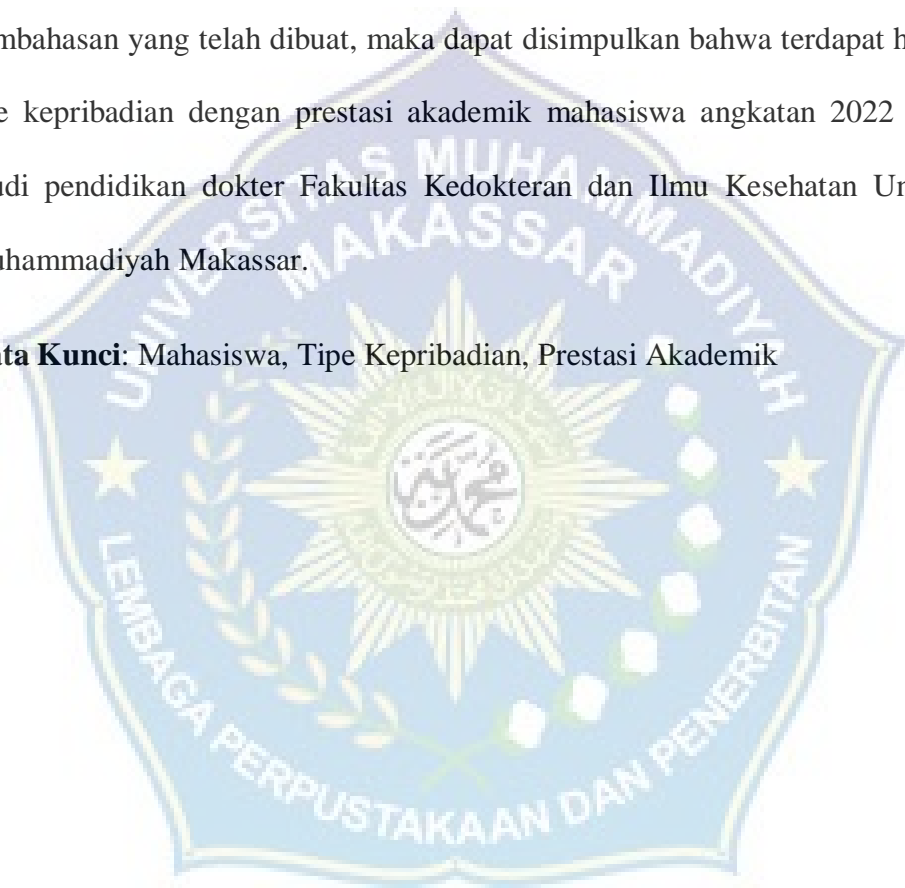 mbahasan yang telah dibuat, maka dapat disimpulkan bahwa terdapat h
e kepribadian dengan prestasi akademik mahasiswa angkatan 2022
udi pendidikan dokter Fakultas Kedokteran dan Ilmu Kesehatan Un
uhammadiyah Makassar.
ta Kunci: Mahasiswa, Tipe Kepribadian, Prestasi Akademik
UNIVERSITAS MUHAMMADIYAH
MAKASSAR
LEMBAGA PERPUSTAKAAN DAN PENERBITAN